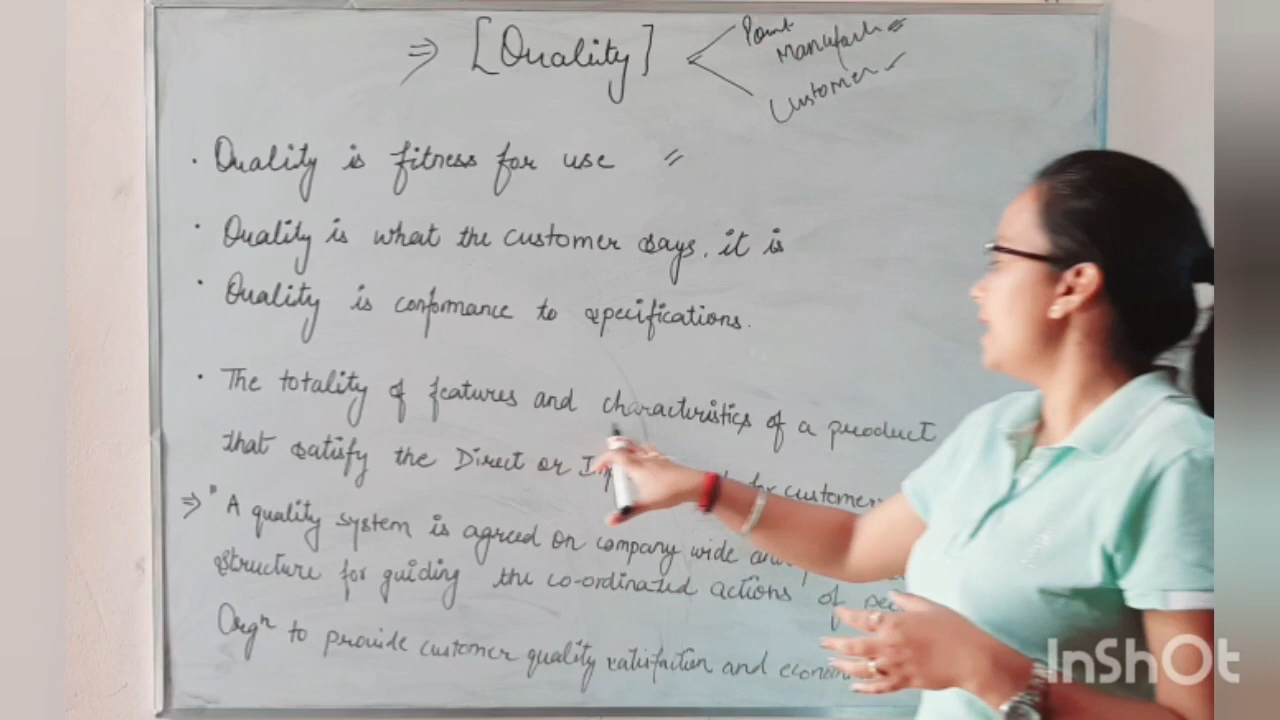 ⇒ [Quality]
Point
Manufact
Customer
· Quality is fitness for use
· Quality is what the customer says, it is
· Quality is conformance to specifications.
· The totality of features and characteristics of a product
that satisfy the Direct or for customer
⇒ " A quality system is agreed on company wide
structure for guiding the co-ordinated actions of
Orgⁿ to provide customer quality satisfaction and
InShOt